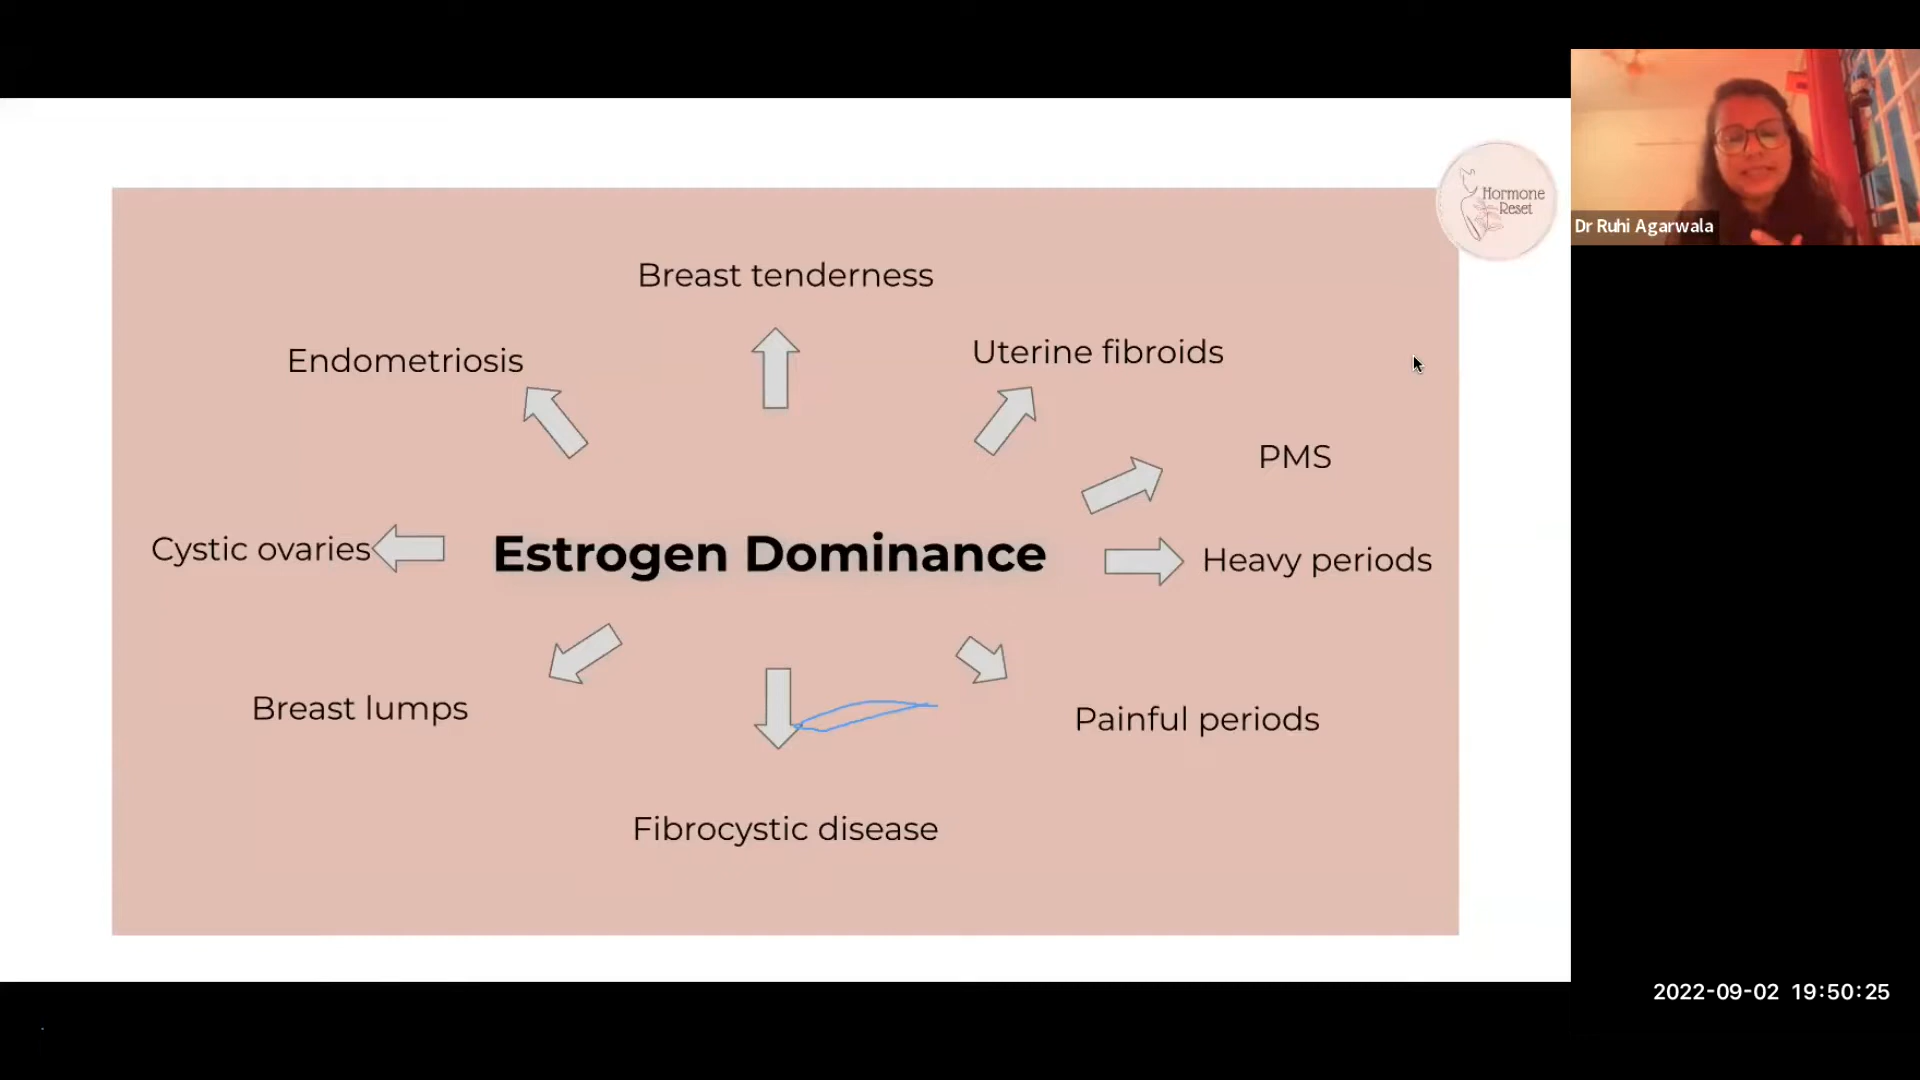 Hormone
Reset
Dr Ruhi Agarwala
Breast tenderness
Endometriosis
Uterine fibroids
PMS
Cystic ovaries
Estrogen Dominance
Heavy periods
Breast lumps
Painful periods
Fibrocystic disease
2022-09-02 19:50:25